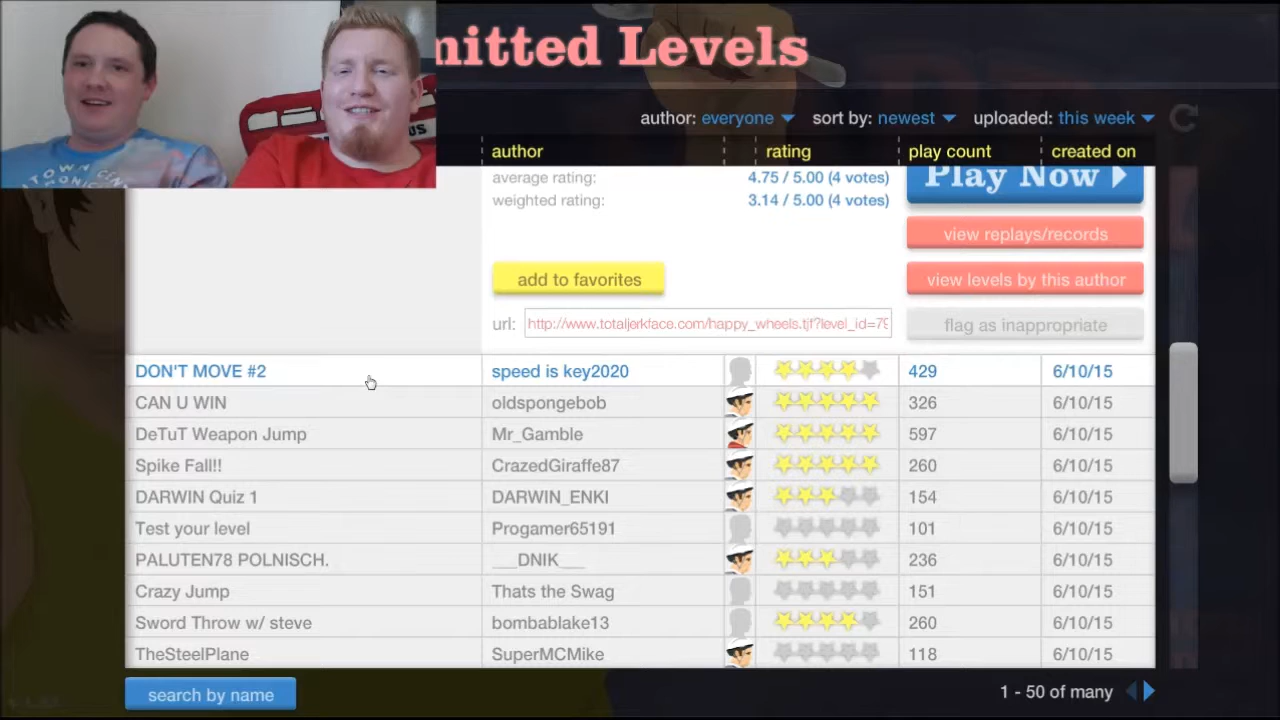 mitted Levels
author: everyone sort by: newest uploaded: this week
author rating play count created on
average rating: 4.75 / 5.00 (4 votes) Play Now
weighted rating: 3.14 / 5.00 (4 votes)
view replays/records
add to favorites view levels by this author
url: http://www.totaljerkface.com/happy_wheels.tjf?level_id=79 flag as inappropriate
DON'T MOVE #2 speed is key2020 429 6/10/15
CAN U WIN oldspongebob 326 6/10/15
DeTuT Weapon Jump Mr_Gamble 597 6/10/15
Spike Fall!! CrazedGiraffe87 260 6/10/15
DARWIN Quiz 1 DARWIN_ENKI 154 6/10/15
Test your level Progamer65191 101 6/10/15
PALUTEN78 POLNISCH. ___DNIK___ 236 6/10/15
Crazy Jump Thats the Swag 151 6/10/15
Sword Throw w/ steve bombablake13 260 6/10/15
TheSteelPlane SuperMCMike 118 6/10/15
search by name 1 - 50 of many